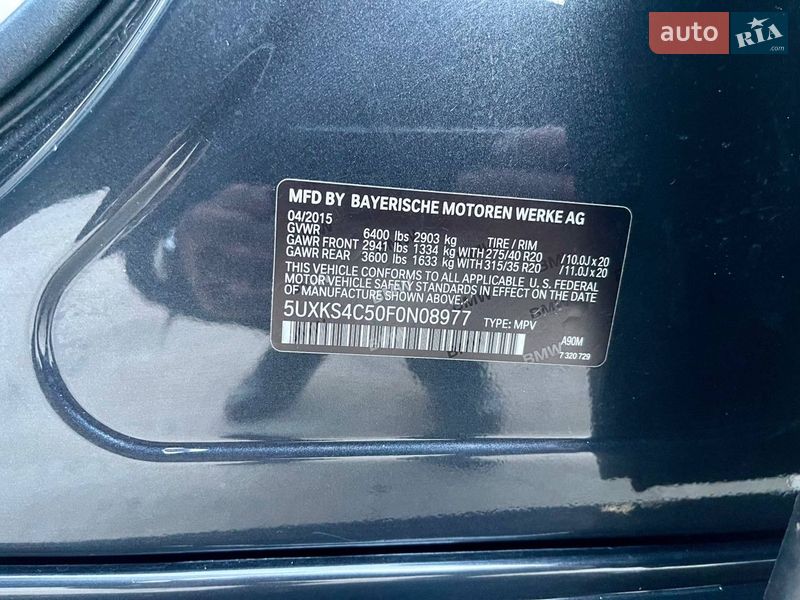 auto RIA .com
MFD BY BAYERISCHE MOTOREN WERKE AG
04/2015
GVWR 6400 lbs 2903 kg TIRE / RIM
GAWR FRONT 2941 lbs 1334 kg WITH 275/40 R20 /10.0J x 20
GAWR REAR 3600 lbs 1633 kg WITH 315/35 R20 /11.0J x 20
THIS VEHICLE CONFORMS TO ALL APPLICABLE U. S. FEDERAL
MOTOR VEHICLE SAFETY STANDARDS IN EFFECT ON THE DATE
OF MANUFACTURE SHOWN ABOVE.
5UXKS4C50F0N08977 TYPE: MPV
A90M
BMW
7 320 729